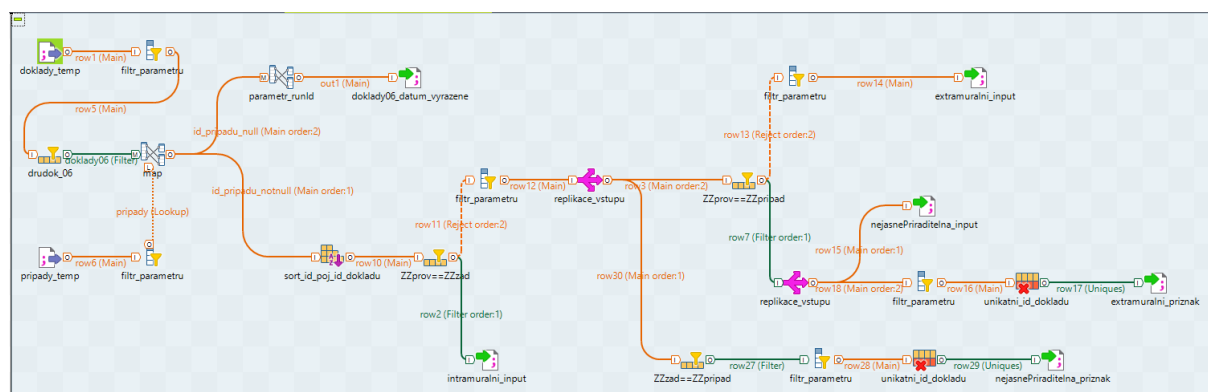 row1 (Main)
doklady_temp
filtr_parametru
row5 (Main)
parametr_runId
out1 (Main)
doklady06_datum_vyrazene
filtr_parametru
row14 (Main)
extramuralni_input
id_pripadu_null (Main order:2)
row13 (Reject order:2)
drudok_06
doklady06 (Filter)
map
id_pripadu_notnull (Main order:1)
filtr_parametru
row12 (Main)
replikace_vstupu
row3 (Main order:2)
ZZprov==ZZpripad
pripady (Lookup)
row11 (Reject order:2)
nejasnePriraditelna_input
row7 (Filter order:1)
row15 (Main order:1)
pripady_temp
row6 (Main)
filtr_parametru
sort_id_poj_id_dokladu
row10 (Main)
ZZprov==ZZzad
row30 (Main order:1)
replikace_vstupu
row18 (Main order:2)
filtr_parametru
row16 (Main)
unikatni_id_dokladu
row17 (Uniques)
extramuralni_priznak
row2 (Filter order:1)
intramuralni_input
ZZzad==ZZpripad
row27 (Filter)
filtr_parametru
row28 (Main)
unikatni_id_dokladu
row29 (Uniques)
nejasnePriraditelna_priznak